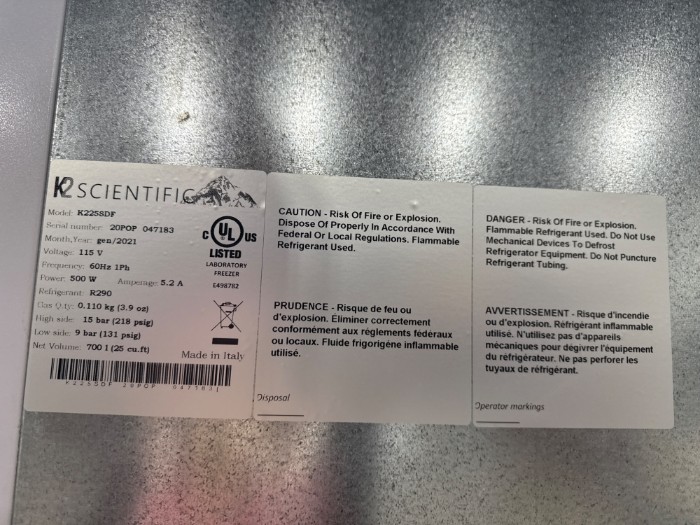 K2 SCIENTIFIC
Model: K225SDF
Serial number: 20POP 047183
Month,Year: gen/2021
Voltage: 115 V
Frequency: 60Hz 1Ph
Power: 500 W Amperage: 5.2 A
Refrigerant: R290
Gas Q.ty: 0.110 kg (3.9 oz)
High side: 15 bar (218 psig)
Low side: 9 bar (131 psig)
Net Volume: 700 l (25 cu.ft)
Made in Italy
C UL US
LISTED
LABORATORY
FREEZER
E498782
CAUTION - Risk Of Fire or Explosion.
Dispose Of Properly In Accordance With
Federal Or Local Regulations. Flammable
Refrigerant Used.
PRUDENCE - Risque de feu ou
d'explosion. Eliminer correctement
conformément aux règlements fédéraux
ou locaux. Fluide frigorigène inflammable
utilisé.
Disposal
DANGER - Risk Of Fire or Explosion.
Flammable Refrigerant Used. Do Not Use
Mechanical Devices To Defrost
Refrigerator Equipment. Do Not Puncture
Refrigerant Tubing.
AVVERTISSEMENT - Risque d'incendie
ou d'explosion. Réfrigérant inflammable
utilisé. N'utilisez pas d'appareils
mécaniques pour dégivrer l'équipement
du réfrigérateur. Ne pas perforer les
tuyaux de réfrigérant.
Operator markings